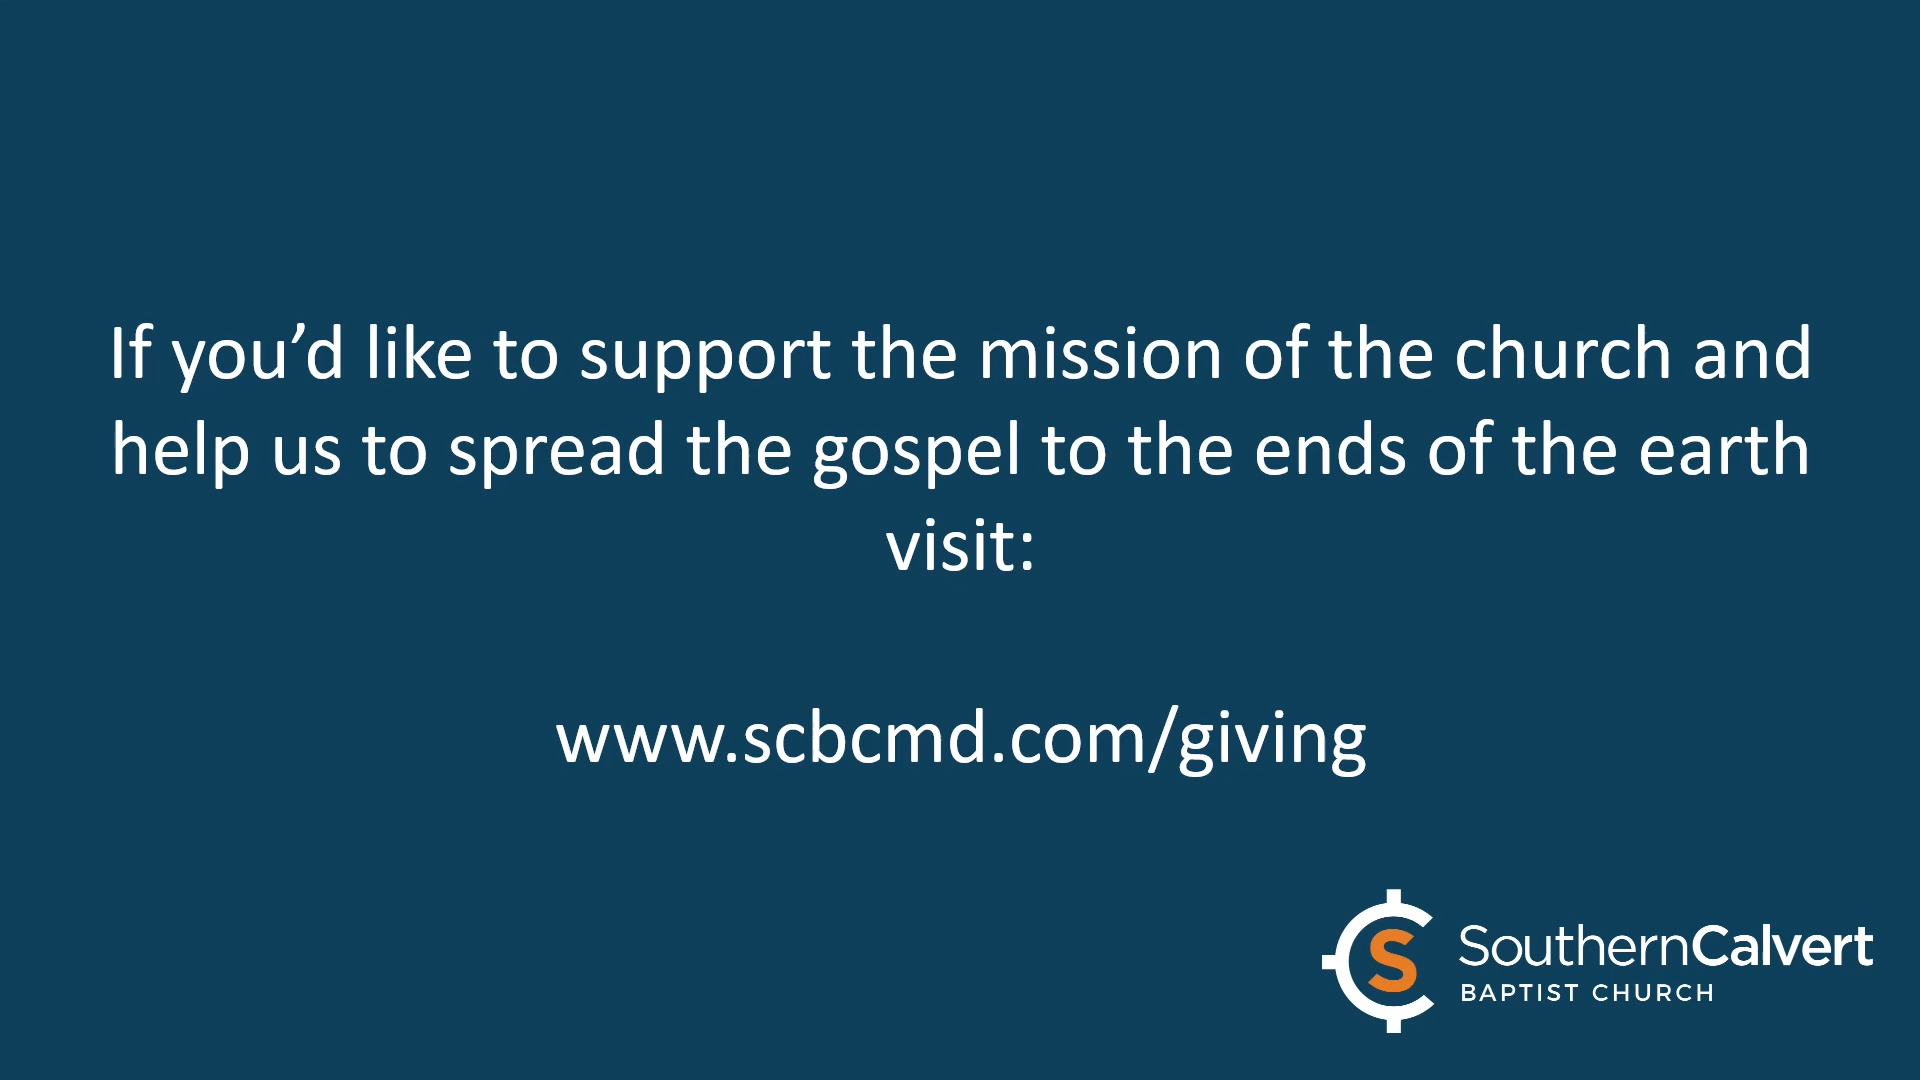 If you’d like to support the mission of the church and
help us to spread the gospel to the ends of the earth
visit:
www.scbcmd.com/giving
SouthernCalvert
BAPTIST CHURCH